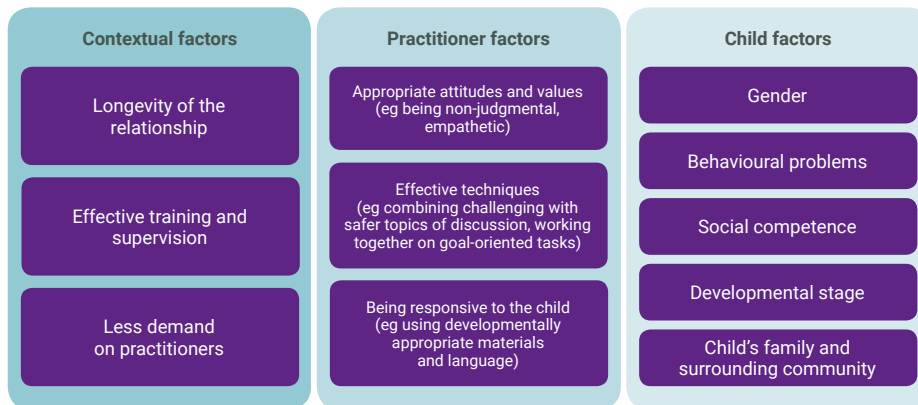 Contextual factors
Longevity of the
relationship
Effective training and
supervision
Less demand
on practitioners
Practitioner factors
Appropriate attitudes and values
(eg being non-judgmental,
empathetic)
Effective techniques
(eg combining challenging with
safer topics of discussion, working
together on goal-oriented tasks)
Being responsive to the child
(eg using developmentally
appropriate materials
and language)
Child factors
Gender
Behavioural problems
Social competence
Developmental stage
Child's family and
surrounding community